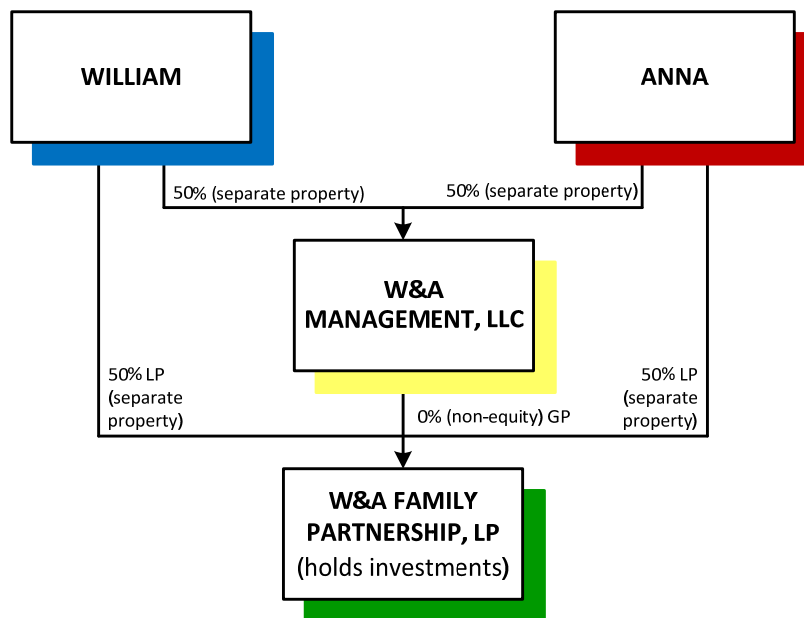 WILLIAM
ANNA
50% (separate property)
50% (separate property)
W&A
MANAGEMENT, LLC
50% LP
(separate
property)
50% LP
(separate
property)
0% (non-equity) GP
W&A FAMILY
PARTNERSHIP, LP
(holds investments)